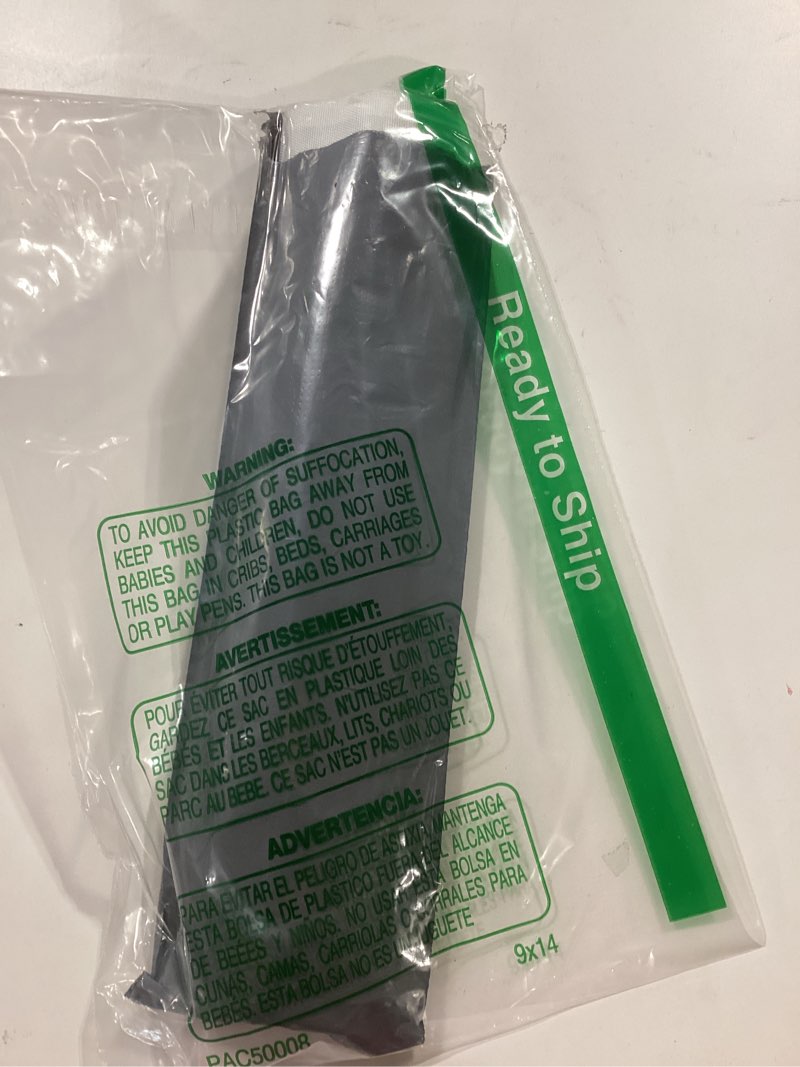 Ready to Ship
WARNING:
TO AVOID DANGER OF SUFFOCATION,
KEEP THIS PLASTIC BAG AWAY FROM
BABIES AND CHILDREN, DO NOT USE
THIS BAG IN CRIBS, BEDS, CARRIAGES
OR PLAY PENS. THIS BAG IS NOT A TOY.
AVERTISSEMENT:
POUR ÉVITER TOUT RISQUE D'ÉTOUFFEMENT,
GARDEZ CE SAC EN PLASTIQUE LOIN DES
BÉBÉS ET LES ENFANTS. N'UTILISEZ PAS CE
SAC DANS LES BERCEAUX, LITS, CHARIOTS OU
PARC AU BEBE. CE SAC N'EST PAS UN JOUET.
ADVERTENCIA:
PARA EVITAR EL PELIGRO DE MANTENGA
ESTA BOLSA DE PLASTICO FUERA DEL ALCANCE
DE BEBES Y NIÑOS. NO USE ESTA BOLSA EN
CUNAS, CAMAS, CARRIOLAS O CORRALES PARA
BEBÉS. ESTA BOLSA NO ES UN JUGUETE
9x14
PAC50008